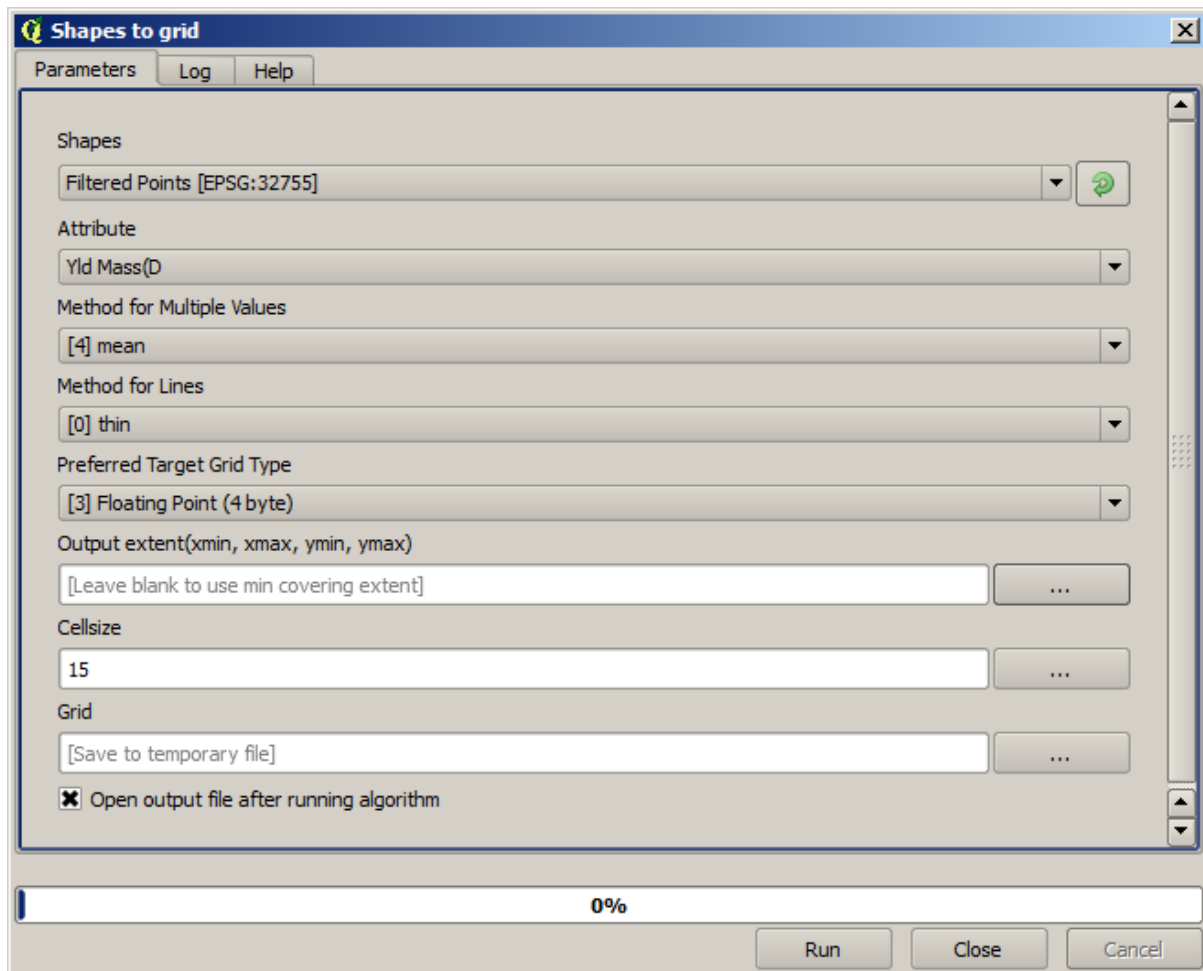 Shapes to grid
Parameters Log Help
Shapes
Filtered Points [EPSG:32755]
Attribute
Yld Mass(D
Method for Multiple Values
[4] mean
Method for Lines
[0] thin
Preferred Target Grid Type
[3] Floating Point (4 byte)
Output extent(xmin, xmax, ymin, ymax)
[Leave blank to use min covering extent]
...
Cellsize
15
...
Grid
[Save to temporary file]
...
Open output file after running algorithm
0%
Run Close Cancel